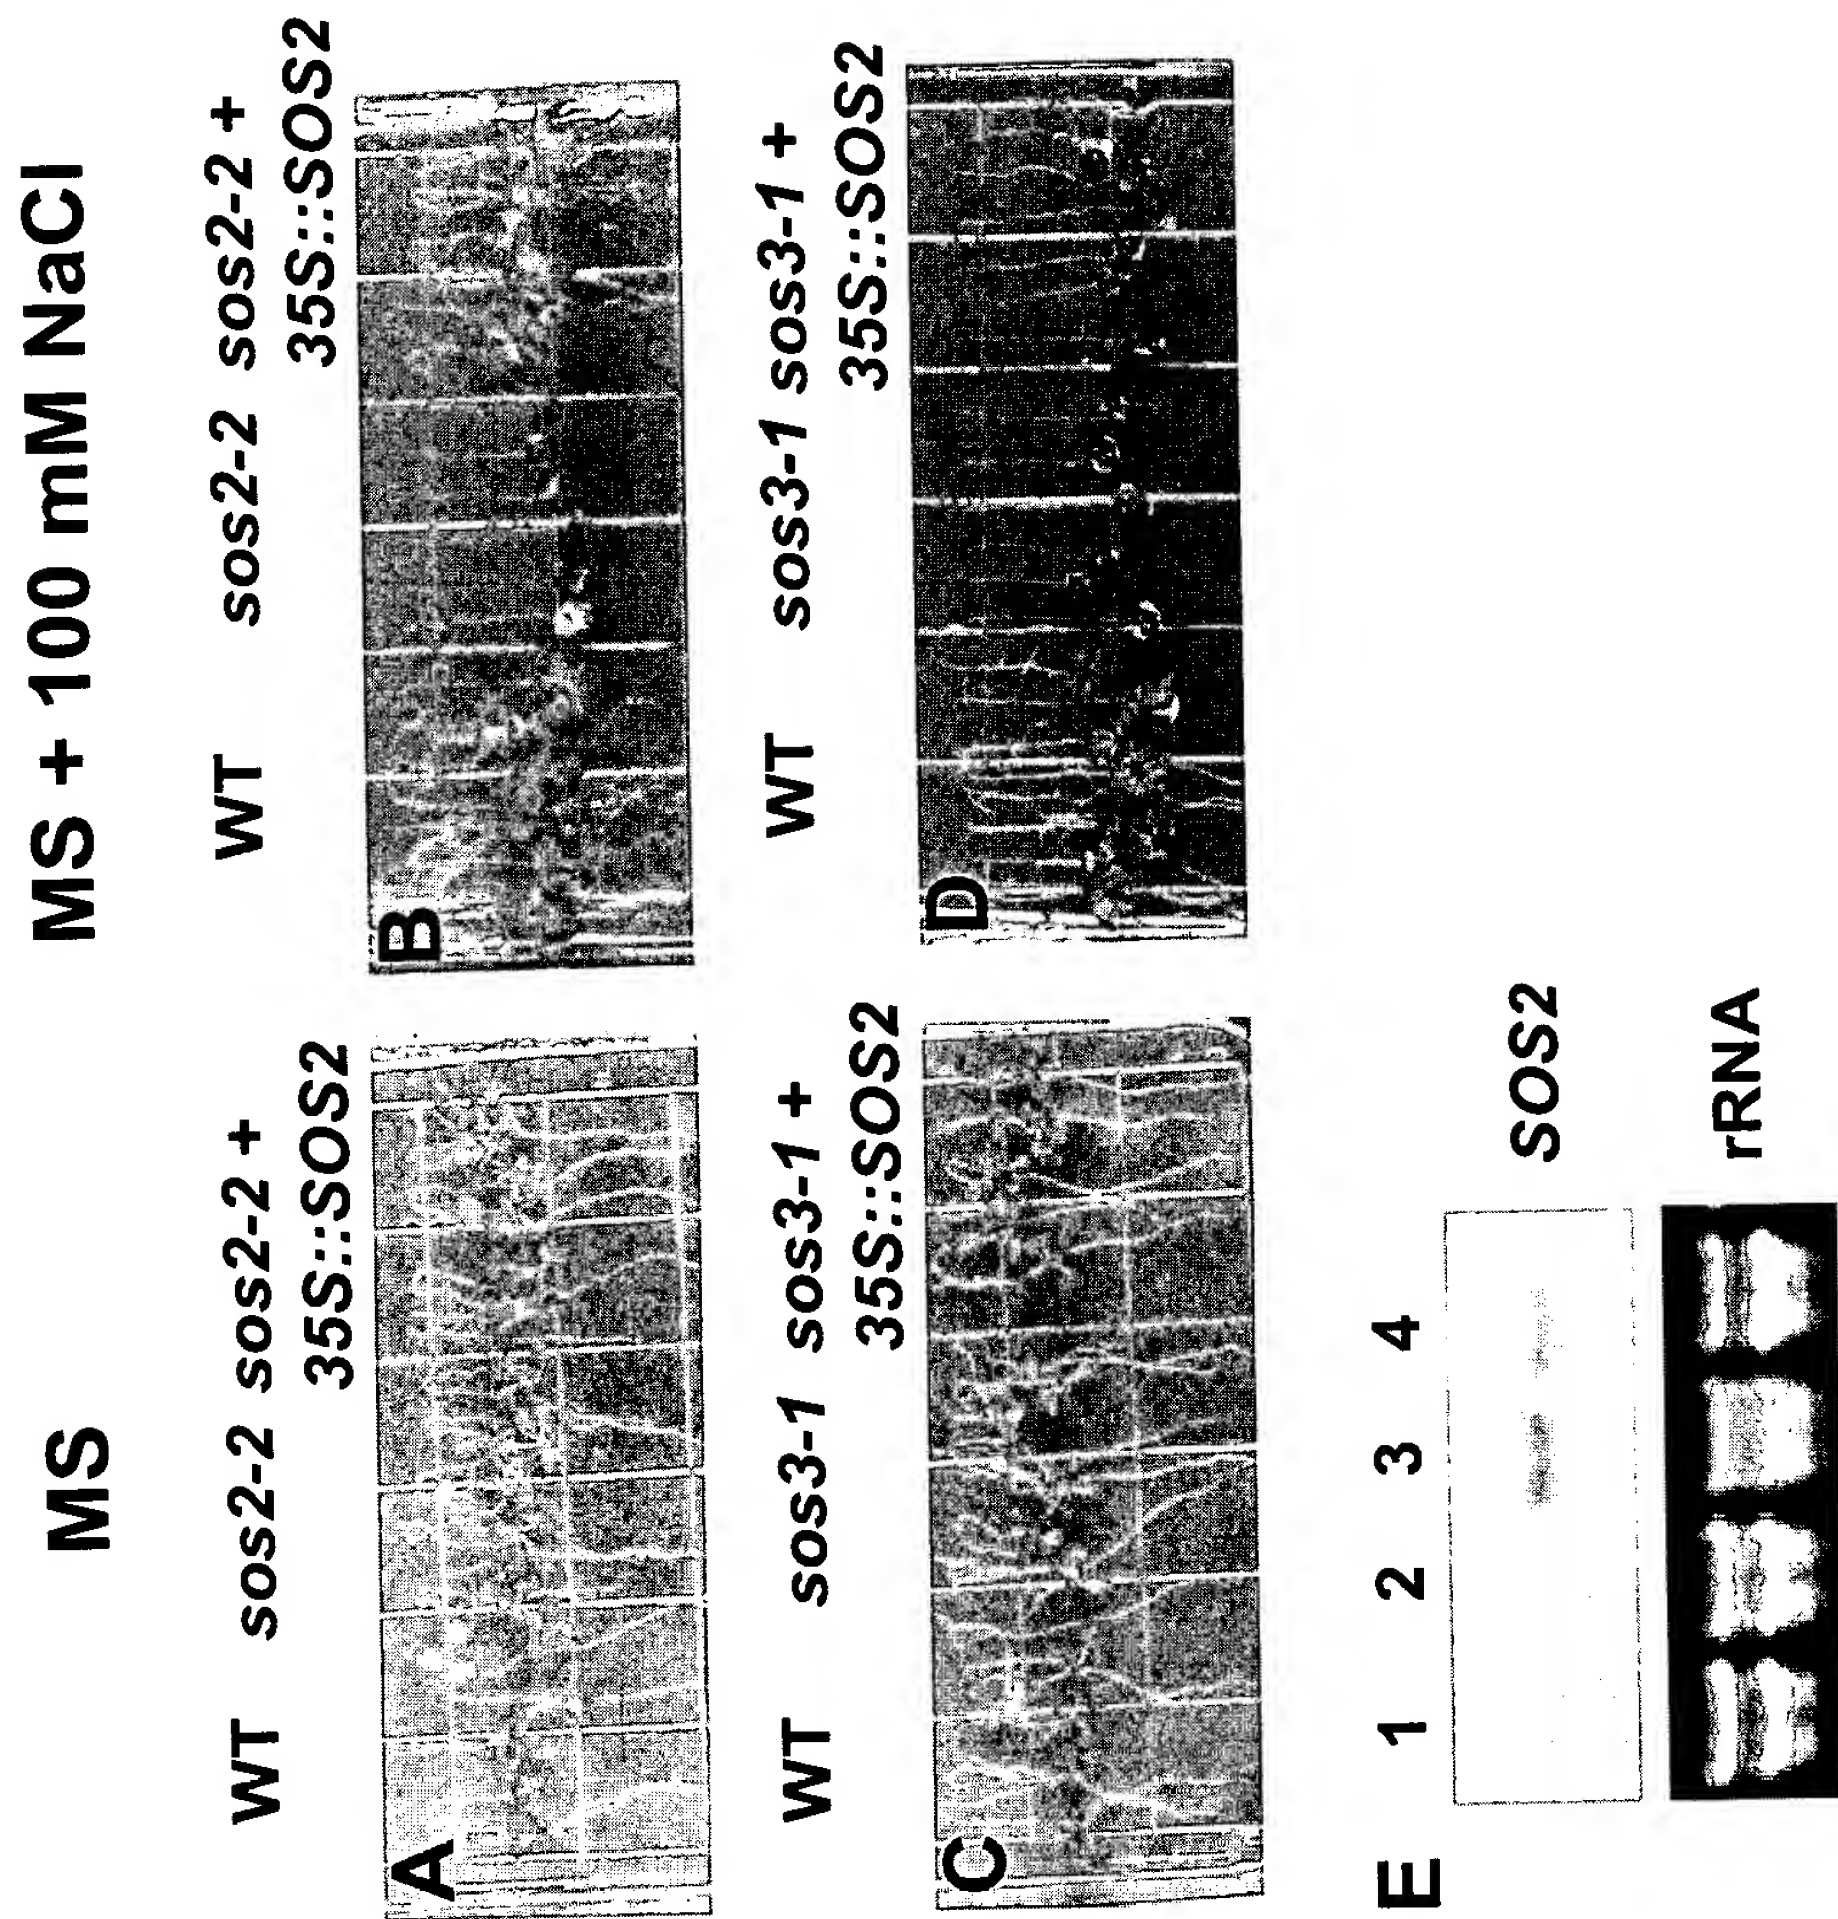 MS MS + 100 mM NaCl
WT sos2-2 sos2-2 +
35S::SOS2
A
WT sos2-2 sos2-2 +
35S::SOS2
B
WT sos3-1 sos3-1 +
35S::SOS2
C
WT sos3-1 sos3-1 +
35S::SOS2
D
E 1 2 3 4
SOS2
rRNA